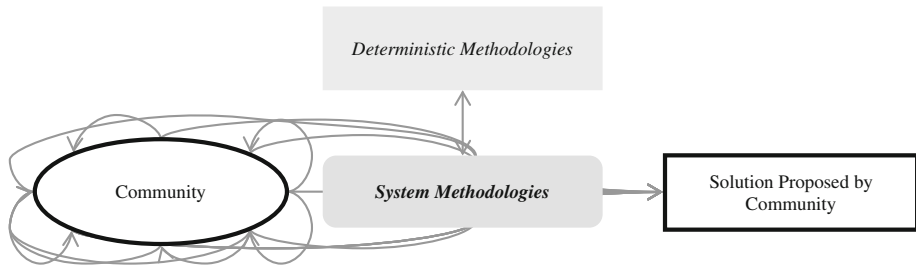 Deterministic Methodologies
Community
System Methodologies
Solution Proposed by
Community